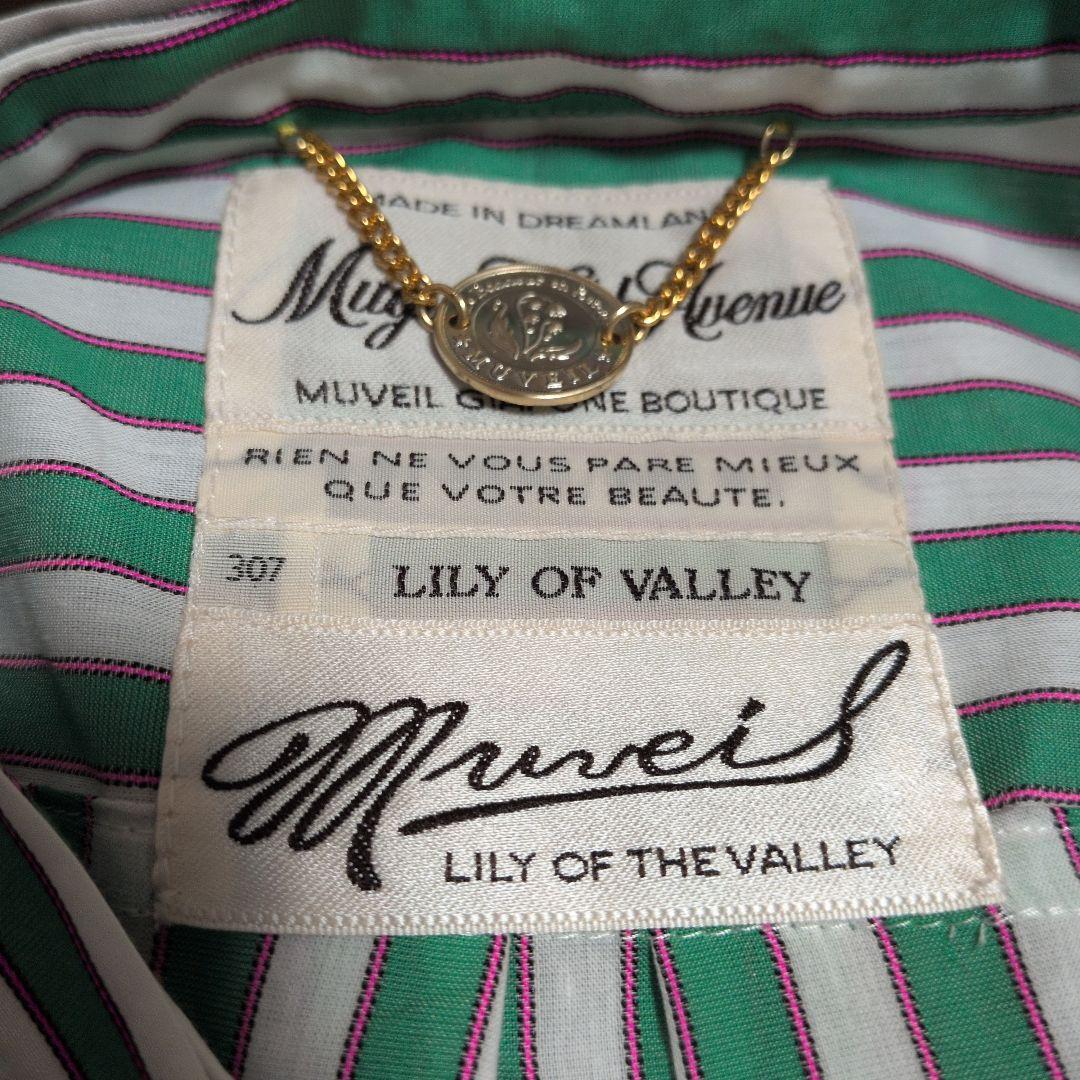 MADE IN DREAMLAN
Avenue
MUVEIL
MUVEIL BOUTIQUE
RIEN NE VOUS PARE MIEUX
QUE VOTRE BEAUTE.
307
LILY OF VALLEY
Muveil
LILY OF THE VALLEY